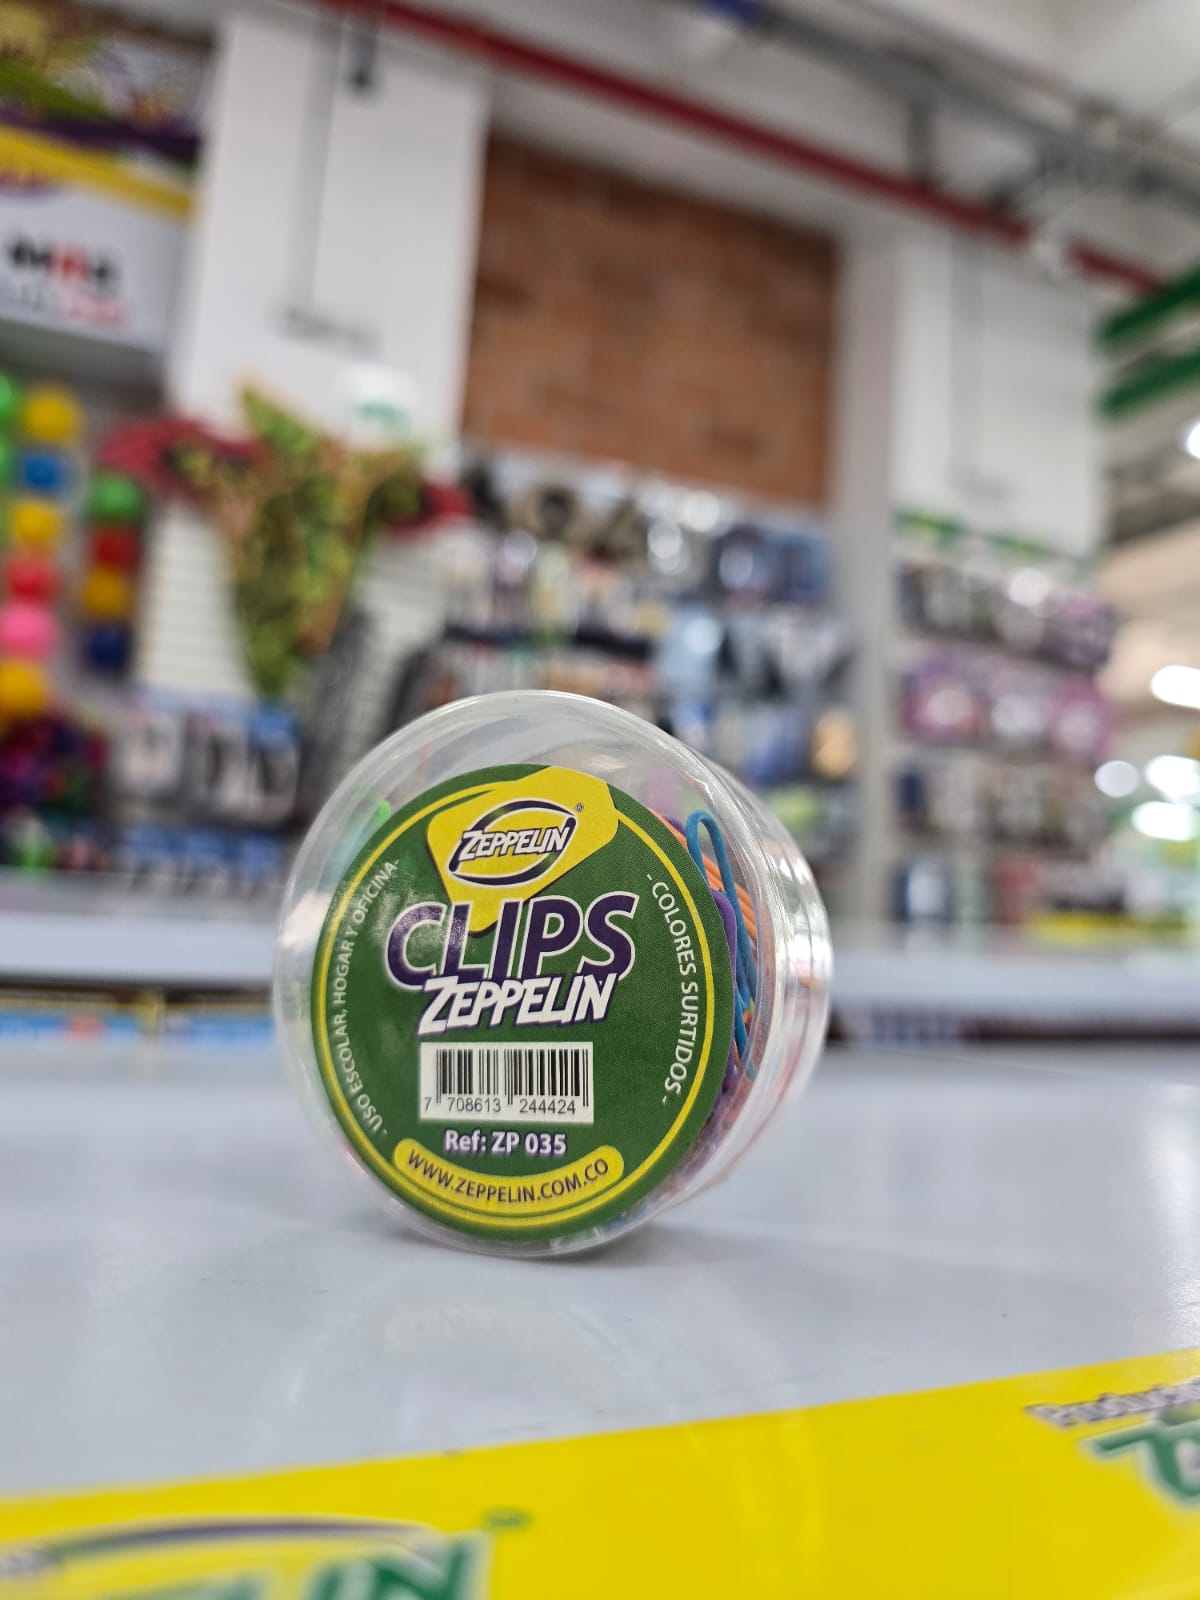 ZEPPELIN®
CLIPS
ZEPPELIN
- USO ESCOLAR, HOGAR Y OFICINA -
- COLORES SURTIDOS -
7 708613 244424
Ref: ZP 035
WWW.ZEPPELIN.COM.CO